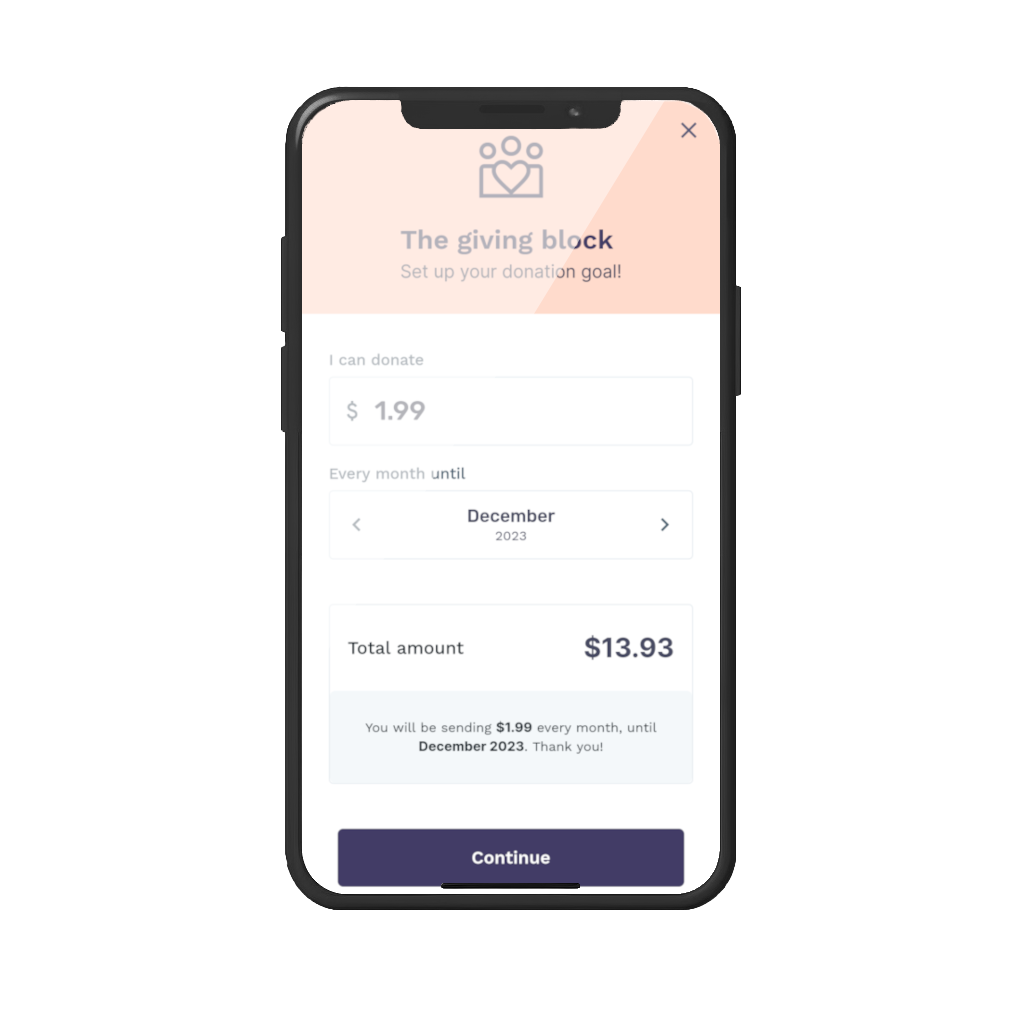 The giving block
Set up your donation goal!
I can donate
$ 1.99
Every month until
December
2023
Total amount
$13.93
You will be sending $1.99 every month, until
December 2023. Thank you!
Continue